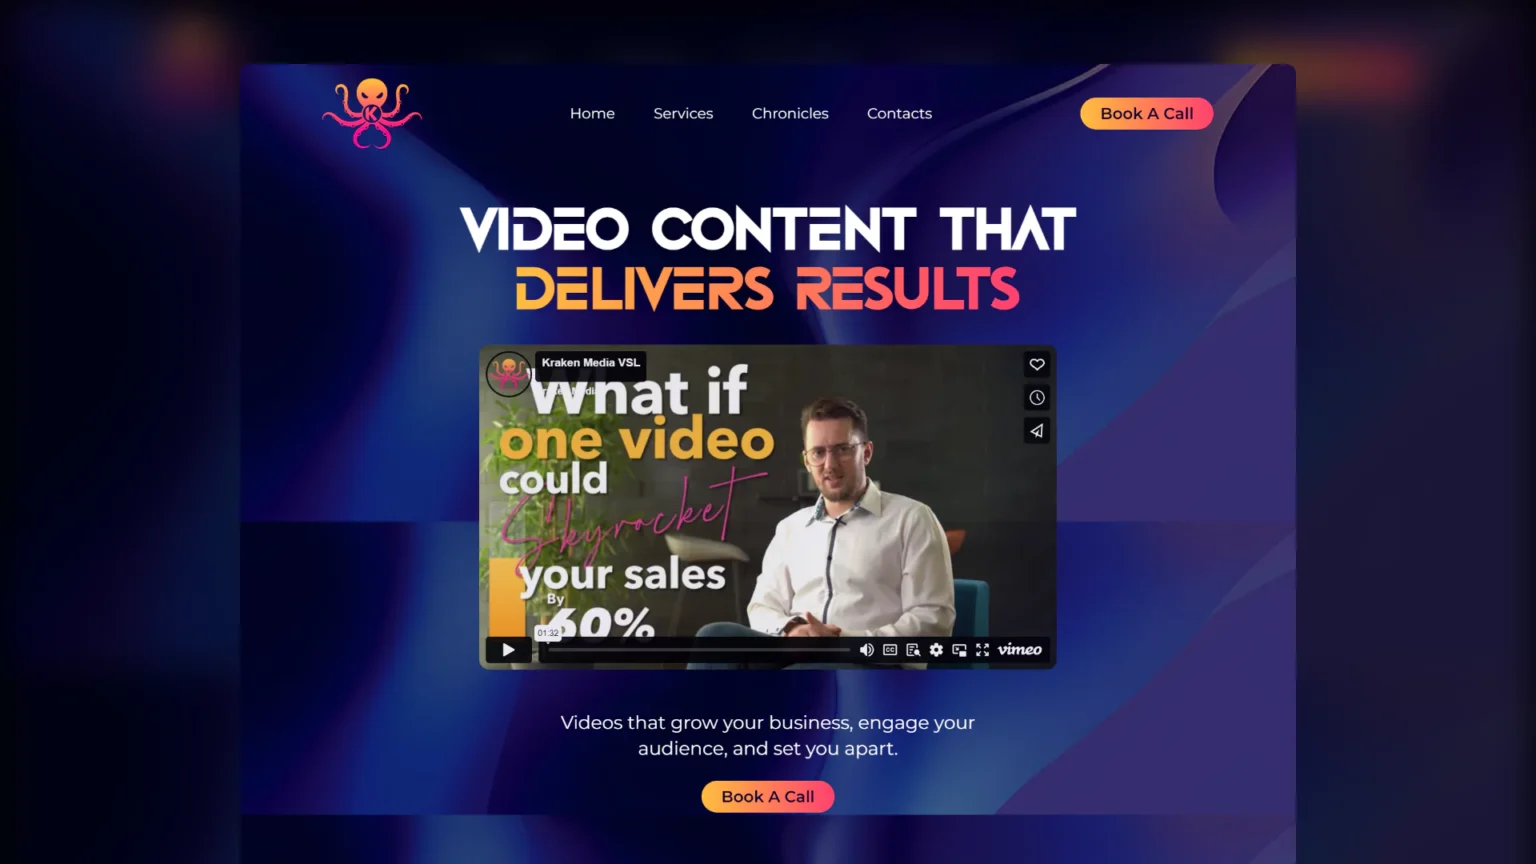 K
Home Services Chronicles Contacts
Book A Call
VIDEO CONTENT THAT
DELIVERS RESULTS
Kraken Media VSL
What if
one video
could
Skyrocket
your sales
By
60%
01:32
CC
vimeo
Videos that grow your business, engage your
audience, and set you apart.
Book A Call